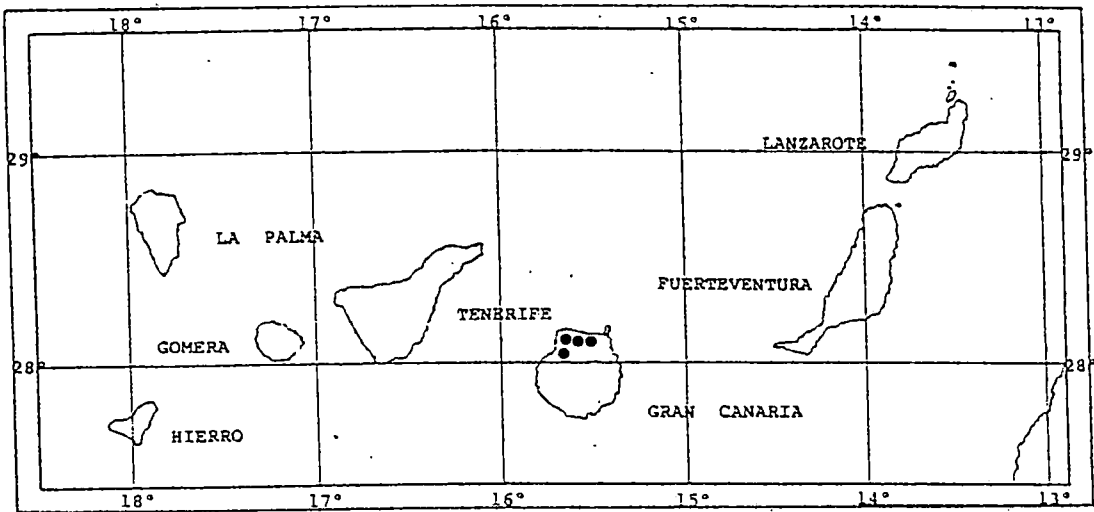 18° 17° 16° 15° 14° 13°
LANZAROTE
29° 29°
LA PALMA
FUERTEVENTURA
TENERIFE
GOMERA
28° 28°
GRAN CANARIA
HIERRO
18° 17° 16° 15° 14° 13°